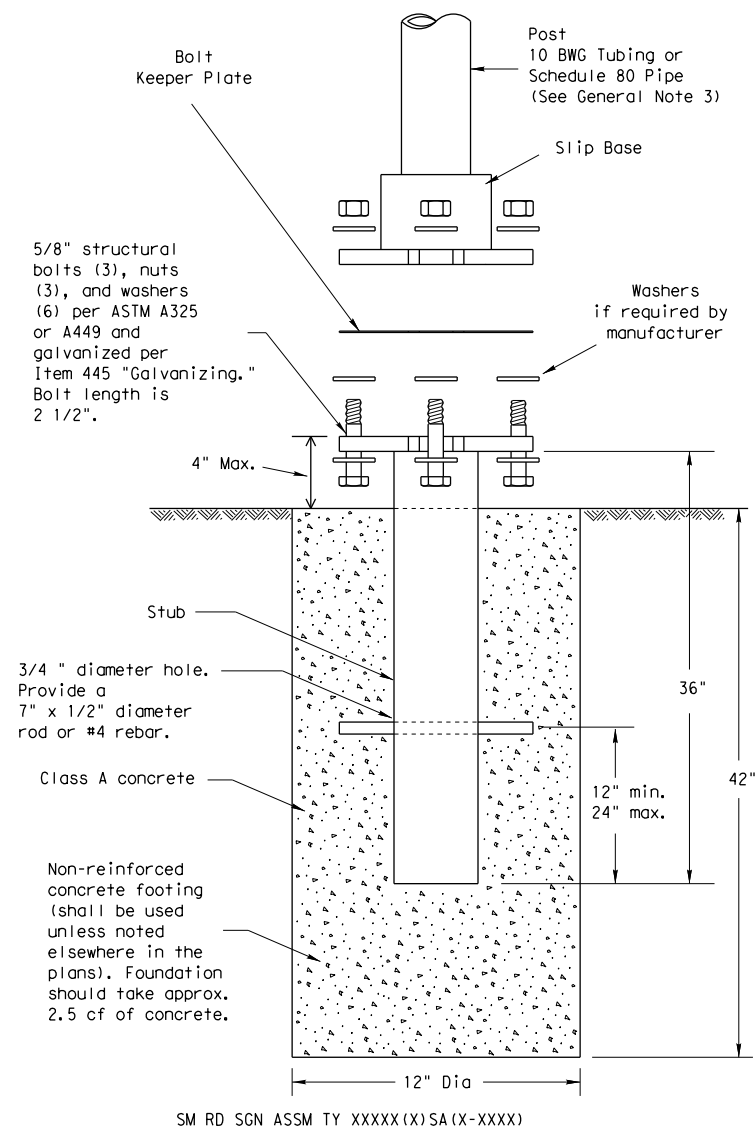 Bolt
Keeper Plate
Post
10 BWG Tubing or
Schedule 80 Pipe
(See General Note 3)
Slip Base
5/8" structural
bolts (3), nuts
(3), and washers
(6) per ASTM A325
or A449 and
galvanized per
Item 445 "Galvanizing."
Bolt length is
2 1/2".
Washers
if required by
manufacturer
4" Max.
Stub
3/4 " diameter hole.
Provide a
7" x 1/2" diameter
rod or #4 rebar.
36"
Class A concrete
12" min.
24" max.
42"
Non-reinforced
concrete footing
(shall be used
unless noted
elsewhere in the
plans). Foundation
should take approx.
2.5 cf of concrete.
12" Dia
SM RD SGN ASSM TY XXXXX(X)SA(X-XXXX)